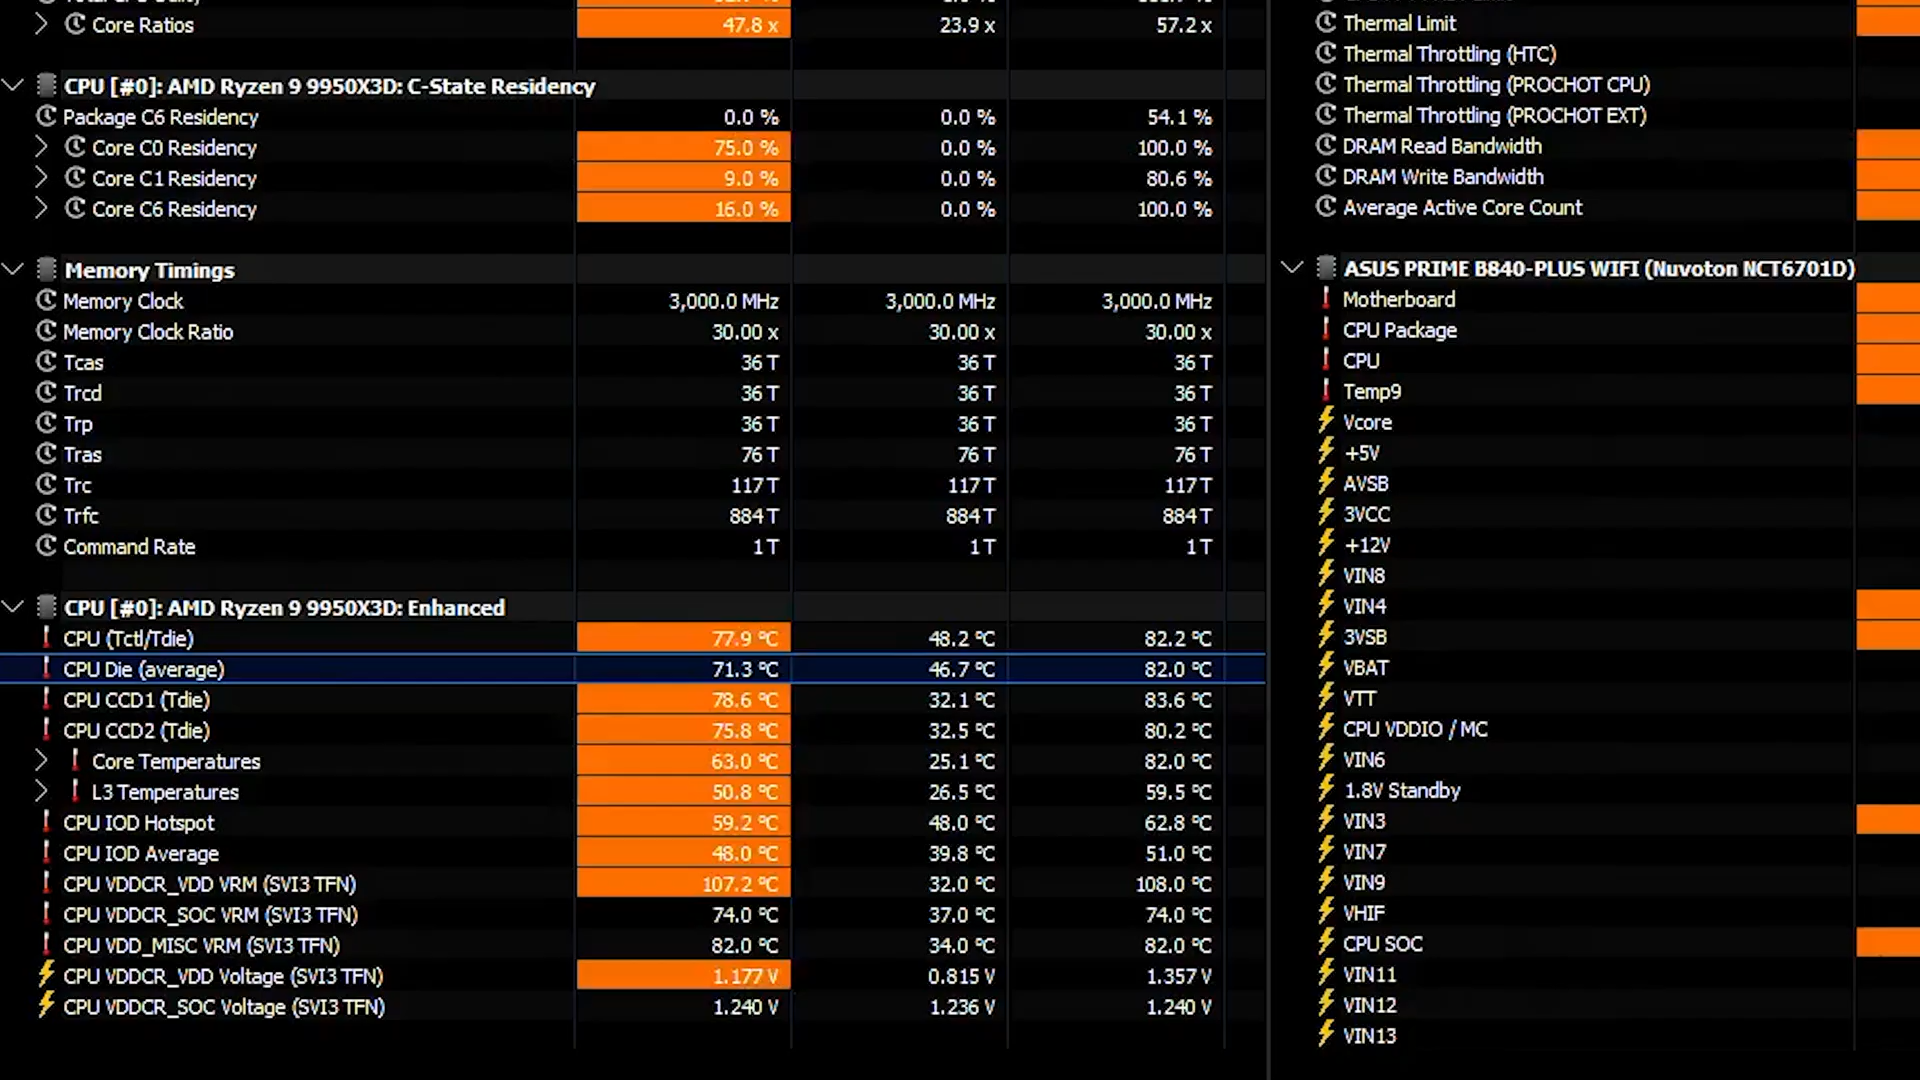 Core Ratios 47.8 x 23.9 x 57.2 x
CPU [#0]: AMD Ryzen 9 9950X3D: C-State Residency
Package C6 Residency 0.0 % 0.0 % 54.1 %
Core C0 Residency 75.0 % 0.0 % 100.0 %
Core C1 Residency 9.0 % 0.0 % 80.6 %
Core C6 Residency 16.0 % 0.0 % 100.0 %
Memory Timings
Memory Clock 3,000.0 MHz 3,000.0 MHz 3,000.0 MHz
Memory Clock Ratio 30.00 x 30.00 x 30.00 x
Tcas 36 T 36 T 36 T
Trcd 36 T 36 T 36 T
Trp 36 T 36 T 36 T
Tras 76 T 76 T 76 T
Trc 117 T 117 T 117 T
Trfc 884 T 884 T 884 T
Command Rate 1 T 1 T 1 T
CPU [#0]: AMD Ryzen 9 9950X3D: Enhanced
CPU (Tctl/Tdie) 77.9 °C 48.2 °C 82.2 °C
CPU Die (average) 71.3 °C 46.7 °C 82.0 °C
CPU CCD1 (Tdie) 78.6 °C 32.1 °C 83.6 °C
CPU CCD2 (Tdie) 75.8 °C 32.5 °C 80.2 °C
Core Temperatures 63.0 °C 25.1 °C 82.0 °C
L3 Temperatures 50.8 °C 26.5 °C 59.5 °C
CPU IOD Hotspot 59.2 °C 48.0 °C 62.8 °C
CPU IOD Average 48.0 °C 39.8 °C 51.0 °C
CPU VDDCR_VDD VRM (SVI3 TFN) 107.2 °C 32.0 °C 108.0 °C
CPU VDDCR_SOC VRM (SVI3 TFN) 74.0 °C 37.0 °C 74.0 °C
CPU VDD_MISC VRM (SVI3 TFN) 82.0 °C 34.0 °C 82.0 °C
CPU VDDCR_VDD Voltage (SVI3 TFN) 1.177 V 0.815 V 1.357 V
CPU VDDCR_SOC Voltage (SVI3 TFN) 1.240 V 1.236 V 1.240 V
Thermal Limit
Thermal Throttling (HTC)
Thermal Throttling (PROCHOT CPU)
Thermal Throttling (PROCHOT EXT)
DRAM Read Bandwidth
DRAM Write Bandwidth
Average Active Core Count
ASUS PRIME B840-PLUS WIFI (Nuvoton NCT6701D)
Motherboard
CPU Package
CPU
Temp9
Vcore
+5V
AVSB
3VCC
+12V
VIN8
VIN4
3VSB
VBAT
VTT
CPU VDDIO / MC
VIN6
1.8V Standby
VIN3
VIN7
VIN9
VHIF
CPU SOC
VIN11
VIN12
VIN13